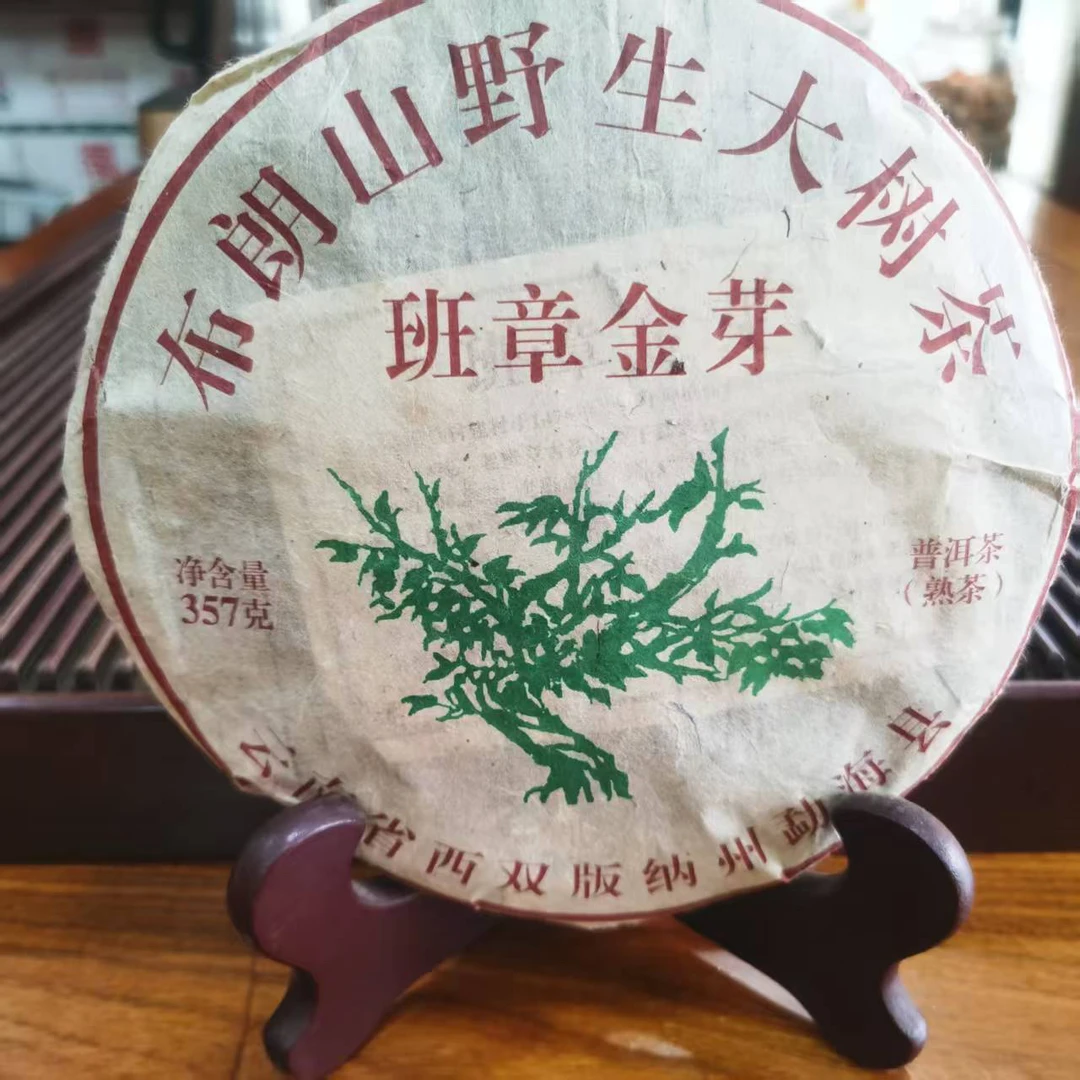 布朗山野生大树茶
班章金芽
净含量
357克
普洱茶
（熟茶）
云南省西双版纳州勐海县